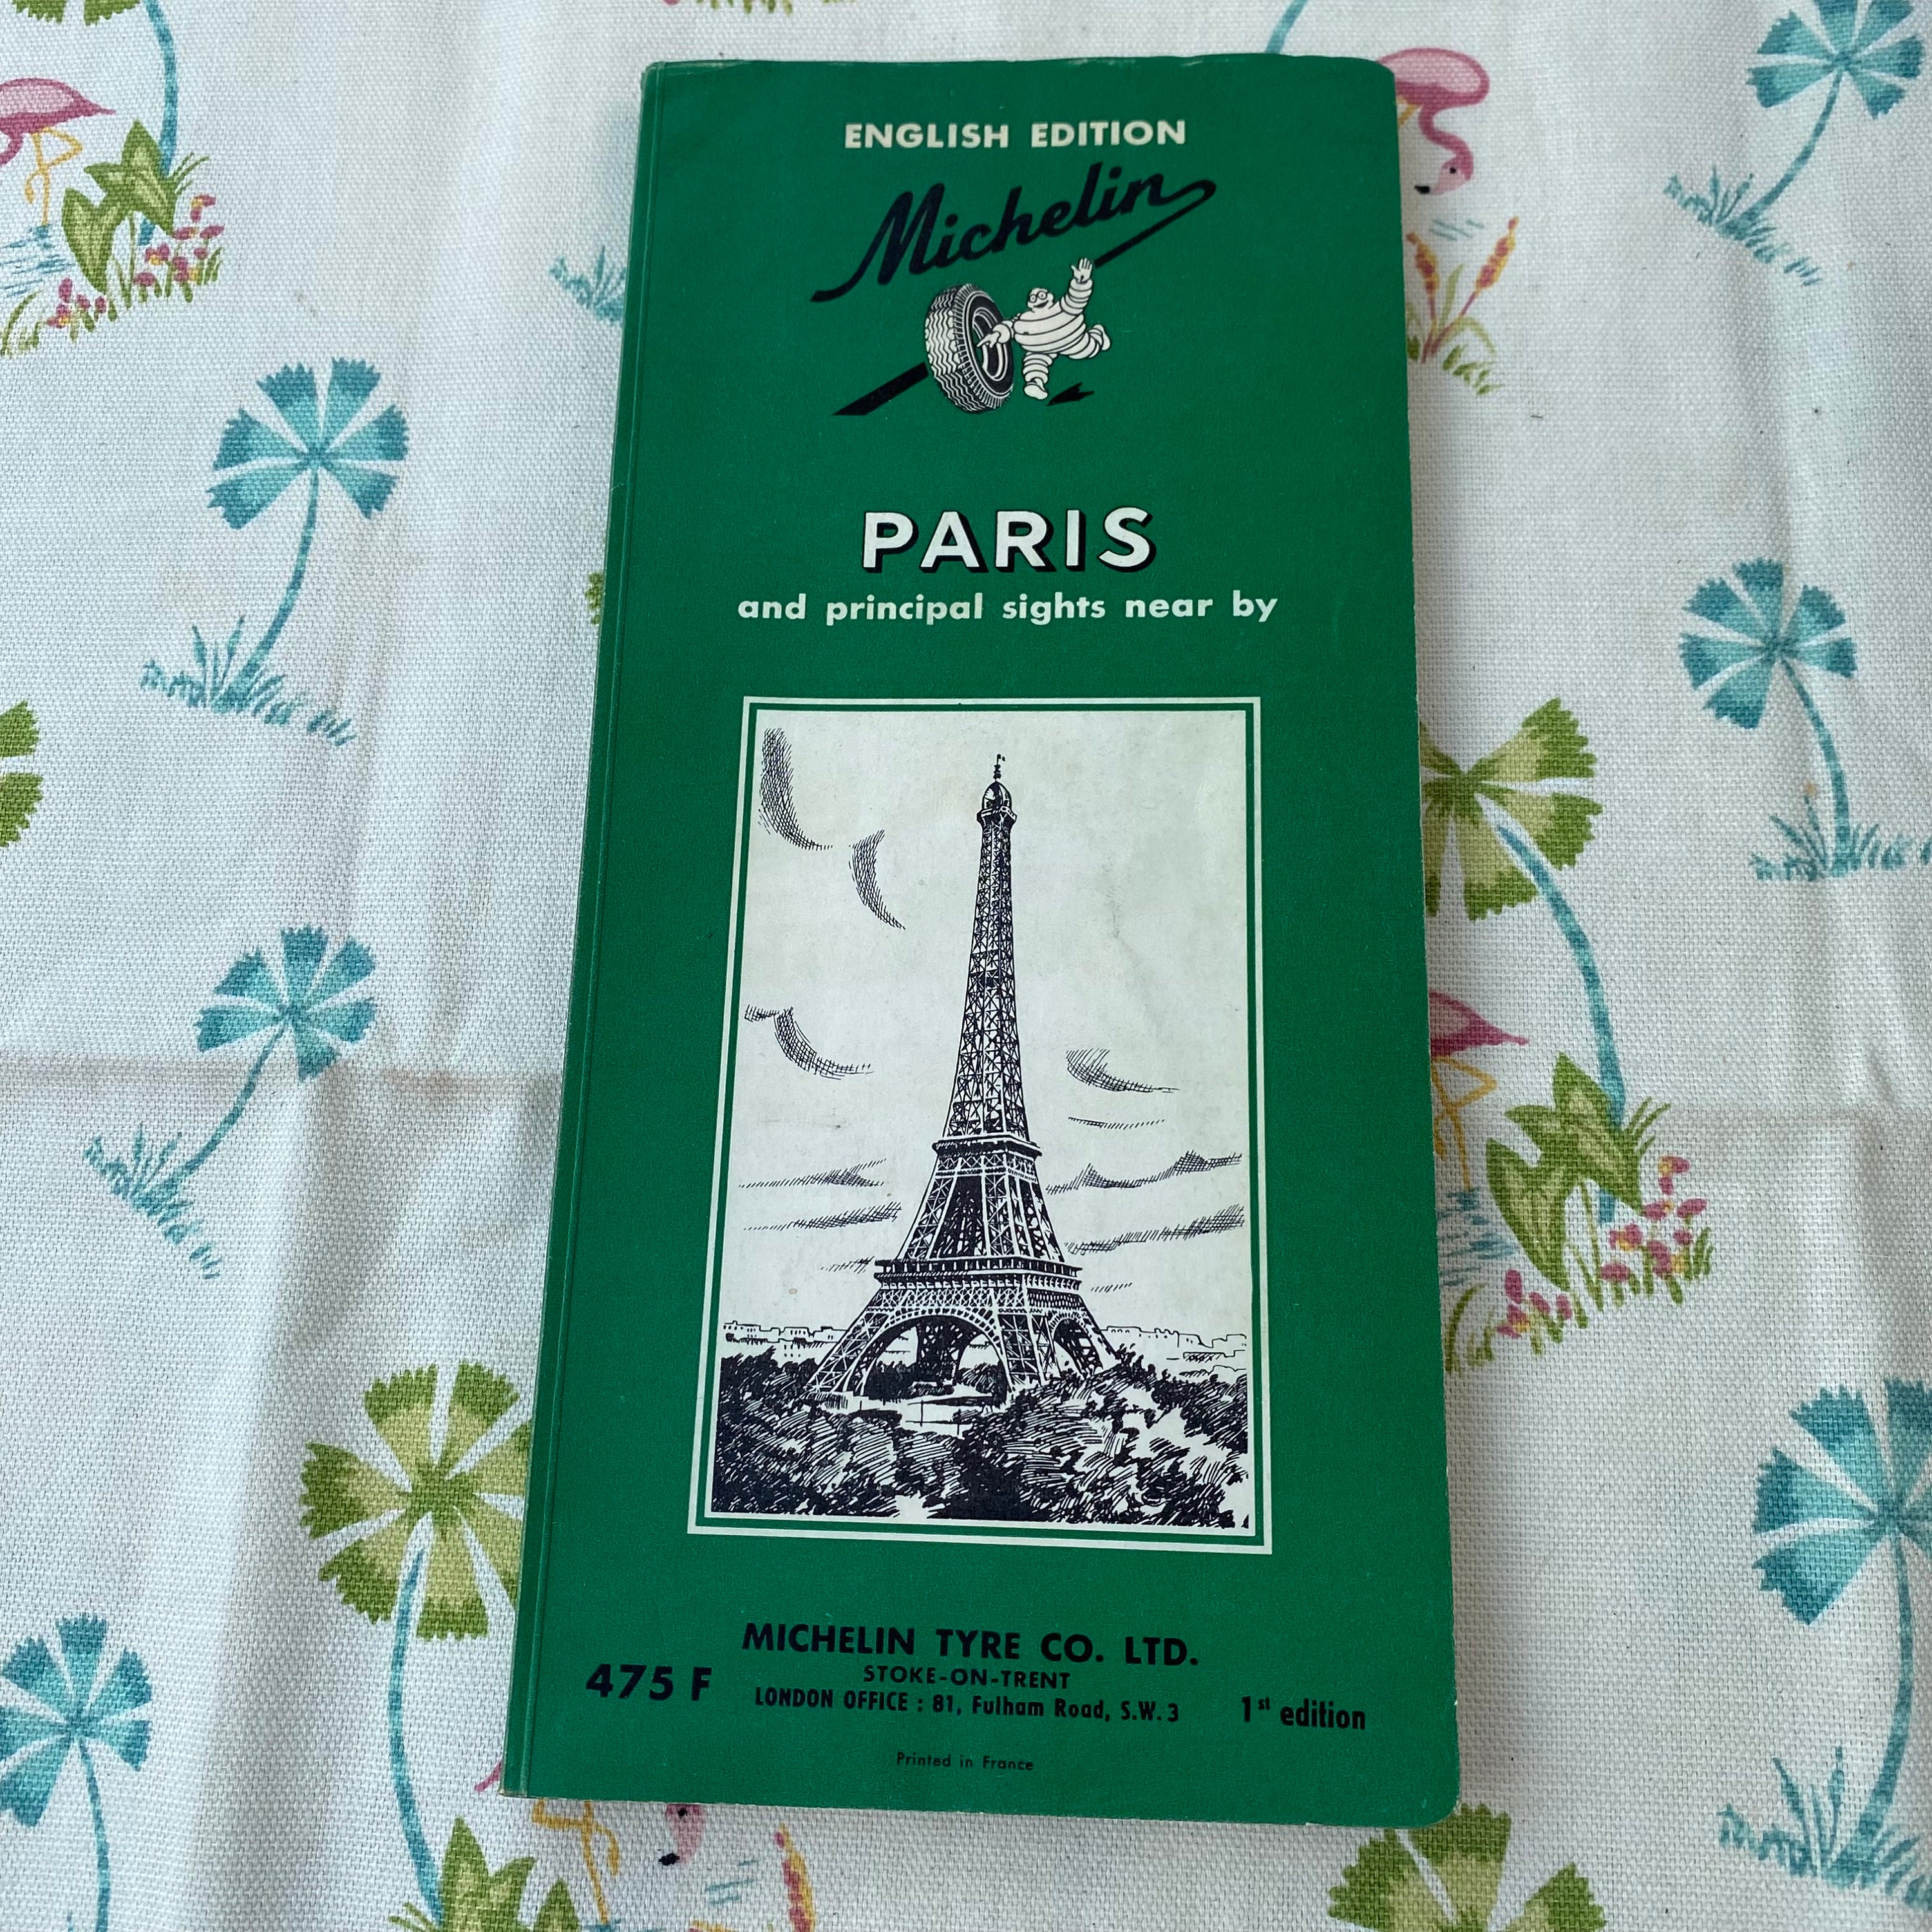 ENGLISH EDITION
Michelin
PARIS
and principal sights near by
MICHELIN TYRE CO. LTD.
STOKE-ON-TRENT
475 F
LONDON OFFICE : 81, Fulham Road, S.W. 3
1st edition
Printed in France